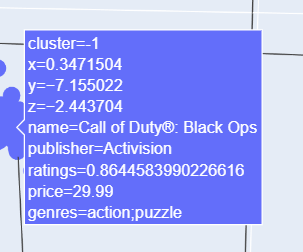 cluster=-1
x=0.3471504
y=−7.155022
z=−2.443704
name=Call of Duty®: Black Ops
publisher=Activision
ratings=0.8644583990226616
price=29.99
genres=action;puzzle